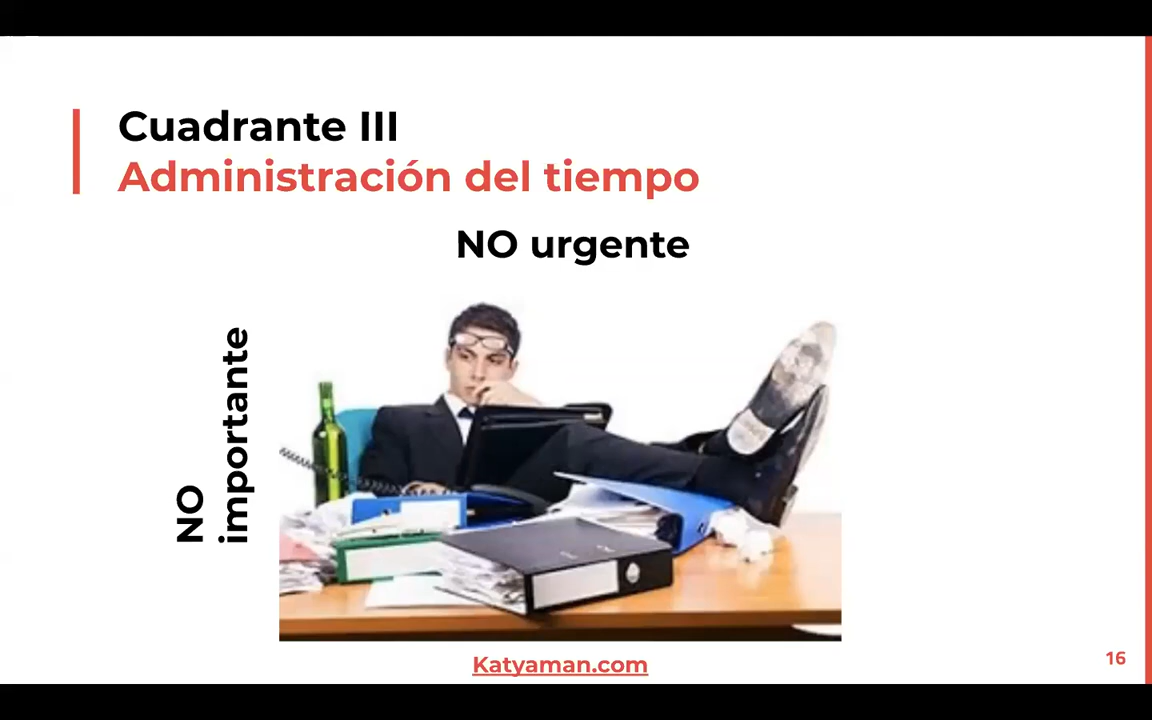 Cuadrante III
Administración del tiempo
NO urgente
NO
importante
Katyaman.com
16